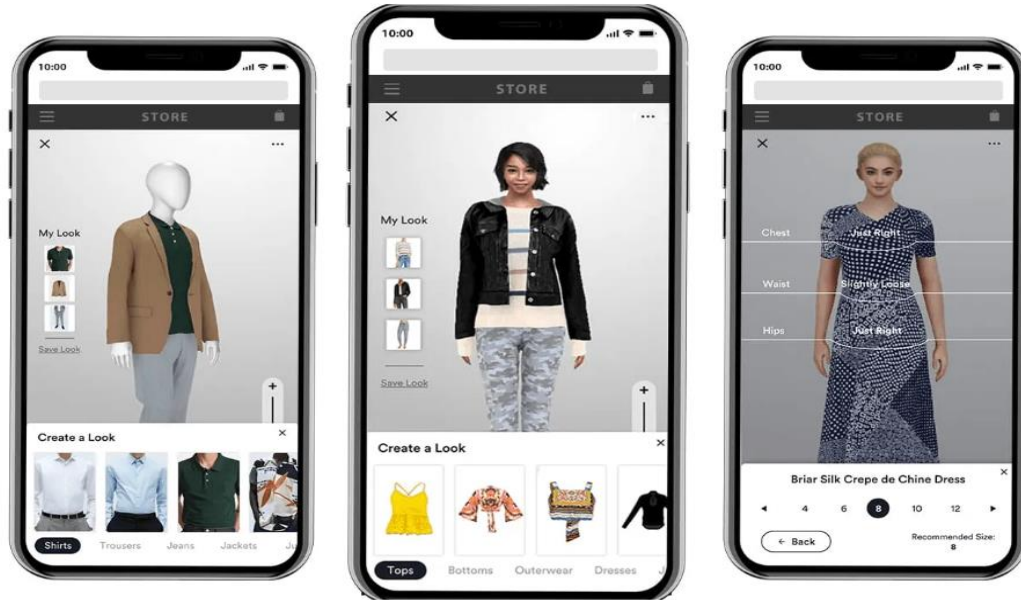 10:00
STORE
My Look
Save Look
Create a Look
Shirts Trousers Jeans Jackets Ju
10:00
STORE
My Look
Save Look
Create a Look
Tops Bottoms Outerwear Dresses J
10:00
STORE
Chest Just Right
Waist Slightly Loose
Hips Just Right
Briar Silk Crepe de Chine Dress
4 6 8 10 12
← Back
Recommended Size:
8